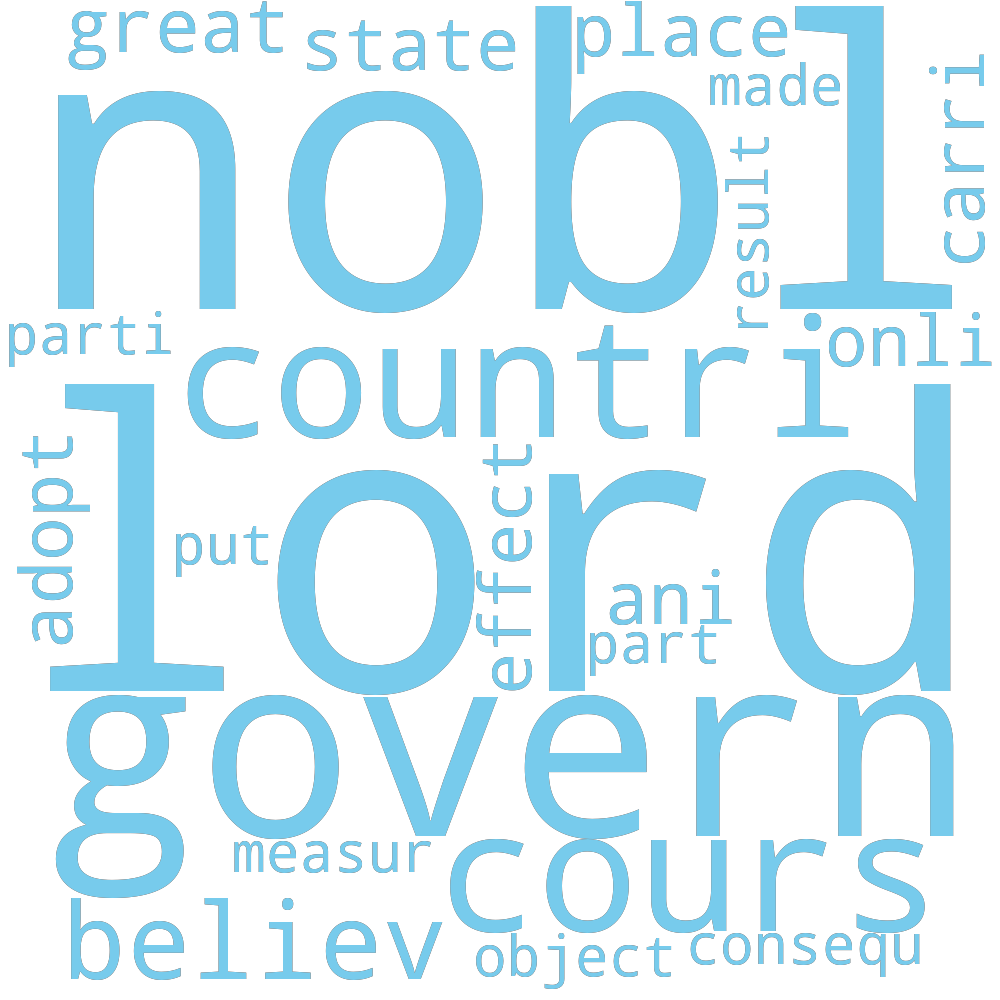 great
state
place
made
nobl
carri
result
parti
countri
onli
lord
adopt
put
effect
ani
part
govern
measur
cours
believ
object
consequ